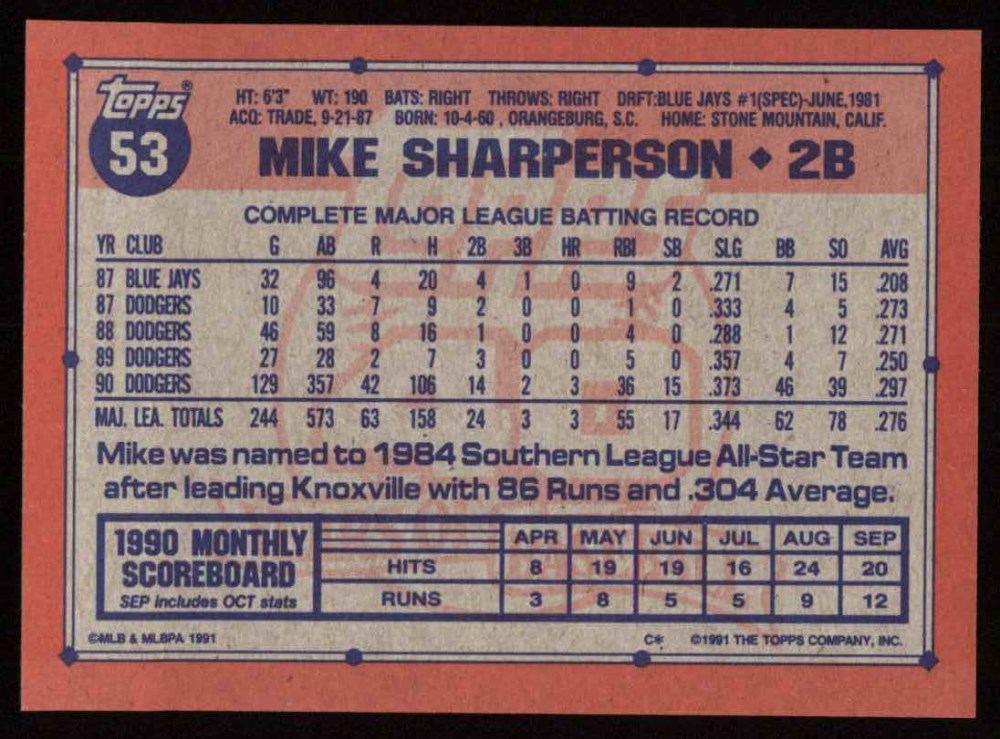 TOPPS®
53
HT: 6'3" WT: 190 BATS: RIGHT THROWS: RIGHT DRFT:BLUE JAYS #1(SPEC)-JUNE,1981
ACQ: TRADE, 9-21-87 BORN: 10-4-60 , ORANGEBURG, S.C. HOME: STONE MOUNTAIN, CALIF.
MIKE SHARPERSON ◆ 2B
COMPLETE MAJOR LEAGUE BATTING RECORD
YR CLUB G AB R H 2B 3B HR RBI SB SLG BB SO AVG
87 BLUE JAYS 32 96 4 20 4 1 0 9 2 .271 7 15 .208
87 DODGERS 10 33 7 9 2 0 0 1 0 .333 4 5 .273
88 DODGERS 46 59 8 16 1 0 0 4 0 .288 1 12 .271
89 DODGERS 27 28 2 7 3 0 0 5 0 .357 4 7 .250
90 DODGERS 129 357 42 106 14 2 3 36 15 .373 46 39 .297
MAJ. LEA. TOTALS 244 573 63 158 24 3 3 55 17 .344 62 78 .276
Mike was named to 1984 Southern League All-Star Team
after leading Knoxville with 86 Runs and .304 Average.
1990 MONTHLY
SCOREBOARD
SEP includes OCT stats
APR MAY JUN JUL AUG SEP
HITS 8 19 19 16 24 20
RUNS 3 8 5 5 9 12
©MLB & MLBPA 1991 C* ©1991 THE TOPPS COMPANY, INC.